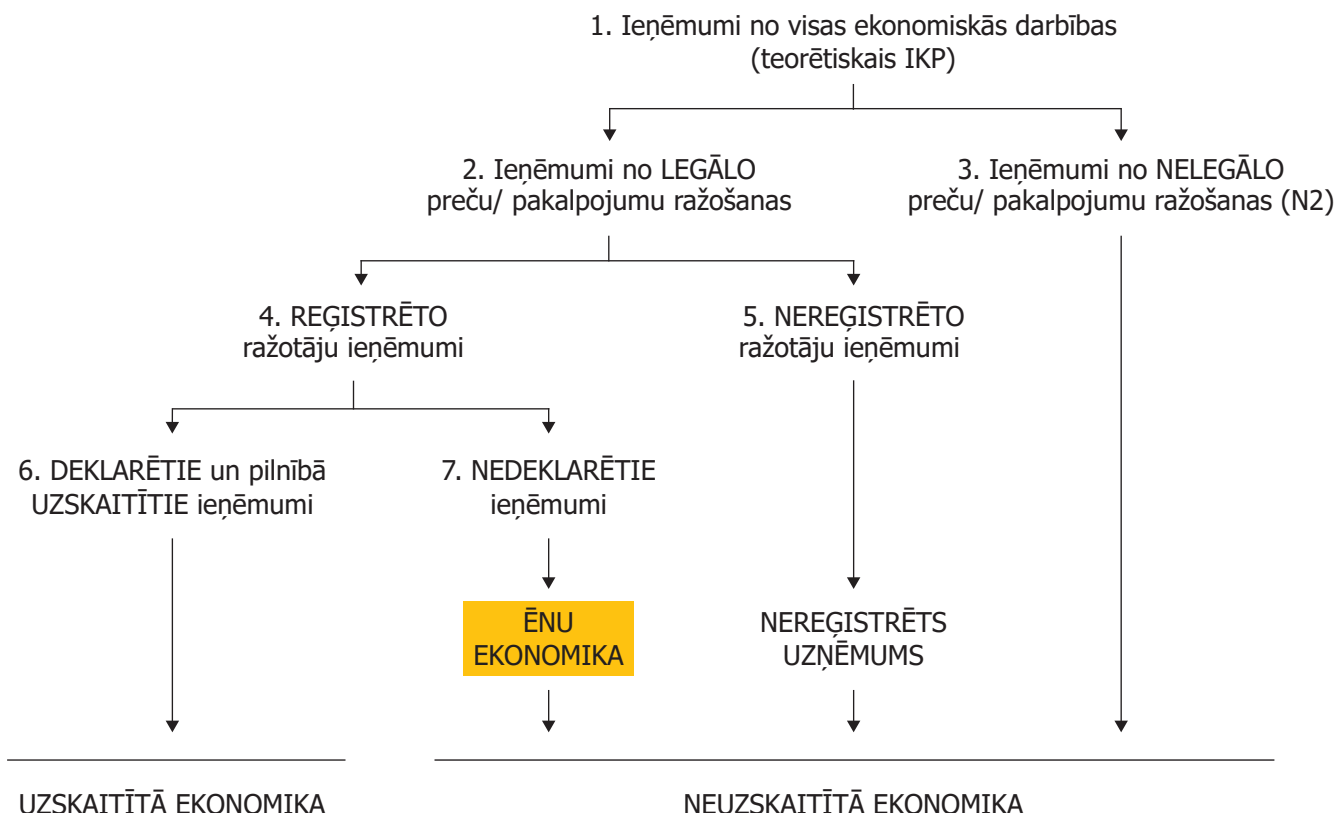 1. Ieņēmumi no visas ekonomiskās darbības
(teorētiskais IKP)
2. Ieņēmumi no LEGĀLO
preču/ pakalpojumu ražošanas
3. Ieņēmumi no NELEGĀLO
preču/ pakalpojumu ražošanas (N2)
4. REĢISTRĒTO
ražotāju ieņēmumi
5. NEREĢISTRĒTO
ražotāju ieņēmumi
6. DEKLARĒTIE un pilnībā
UZSKAITĪTIE ieņēmumi
7. NEDEKLARĒTIE
ieņēmumi
ĒNU
EKONOMIKA
NEREĢISTRĒTS
UZŅĒMUMS
UZSKAITĪTĀ EKONOMIKA
NEUZSKAITĪTĀ EKONOMIKA